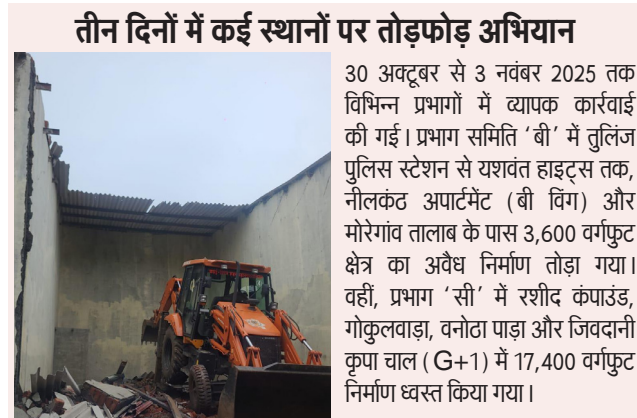 तीन दिनों में कई स्थानों पर तोड़फोड़ अभियान
30 अक्टूबर से 3 नवंबर 2025 तक
विभिन्न प्रभागों में व्यापक कार्रवाई
की गई। प्रभाग समिति ‘बी’ में तुलिंज
पुलिस स्टेशन से यशवंत हाइट्स तक,
नीलकंठ अपार्टमेंट (बी विंग) और
मोरेगांव तालाब के पास 3,600 वर्गफुट
क्षेत्र का अवैध निर्माण तोड़ा गया।
वहीं, प्रभाग ‘सी’ में रशीद कंपाउंड,
गोकुलवाड़ा, वनोठा पाड़ा और जिवदानी
कृपा चाल (G+1) में 17,400 वर्गफुट
निर्माण ध्वस्त किया गया।